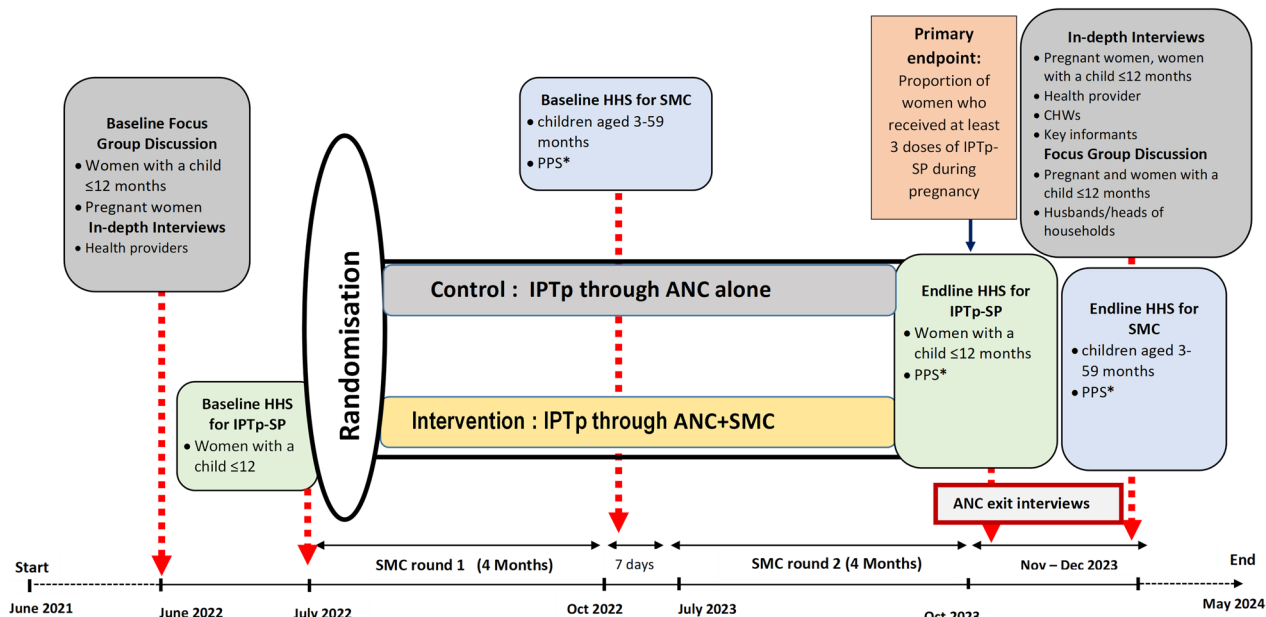 Baseline Focus
Group Discussion
• Women with a child
≤12 months
• Pregnant women
In-depth Interviews
• Health providers
Baseline HHS
for IPTp-SP
• Women with a
child ≤12
Randomisation
Baseline HHS for SMC
• children aged 3-59
months
• PPS*
Control : IPTp through ANC alone
Intervention : IPTp through ANC+SMC
Primary
endpoint:
Proportion of
women who
received at least
3 doses of IPTp-
SP during
pregnancy
In-depth Interviews
• Pregnant women, women
with a child ≤12 months
• Health provider
• CHWs
• Key informants
Focus Group Discussion
• Pregnant and women with a
child ≤12 months
• Husbands/heads of
households
Endline HHS for
IPTp-SP
• Women with a
child ≤12 months
• PPS*
Endline HHS for
SMC
• children aged 3-
59 months
• PPS*
ANC exit interviews
SMC round 1 (4 Months)
7 days
SMC round 2 (4 Months)
Nov – Dec 2023
Start
End
June 2021
June 2022
July 2022
Oct 2022
July 2023
Oct 2023
May 2024